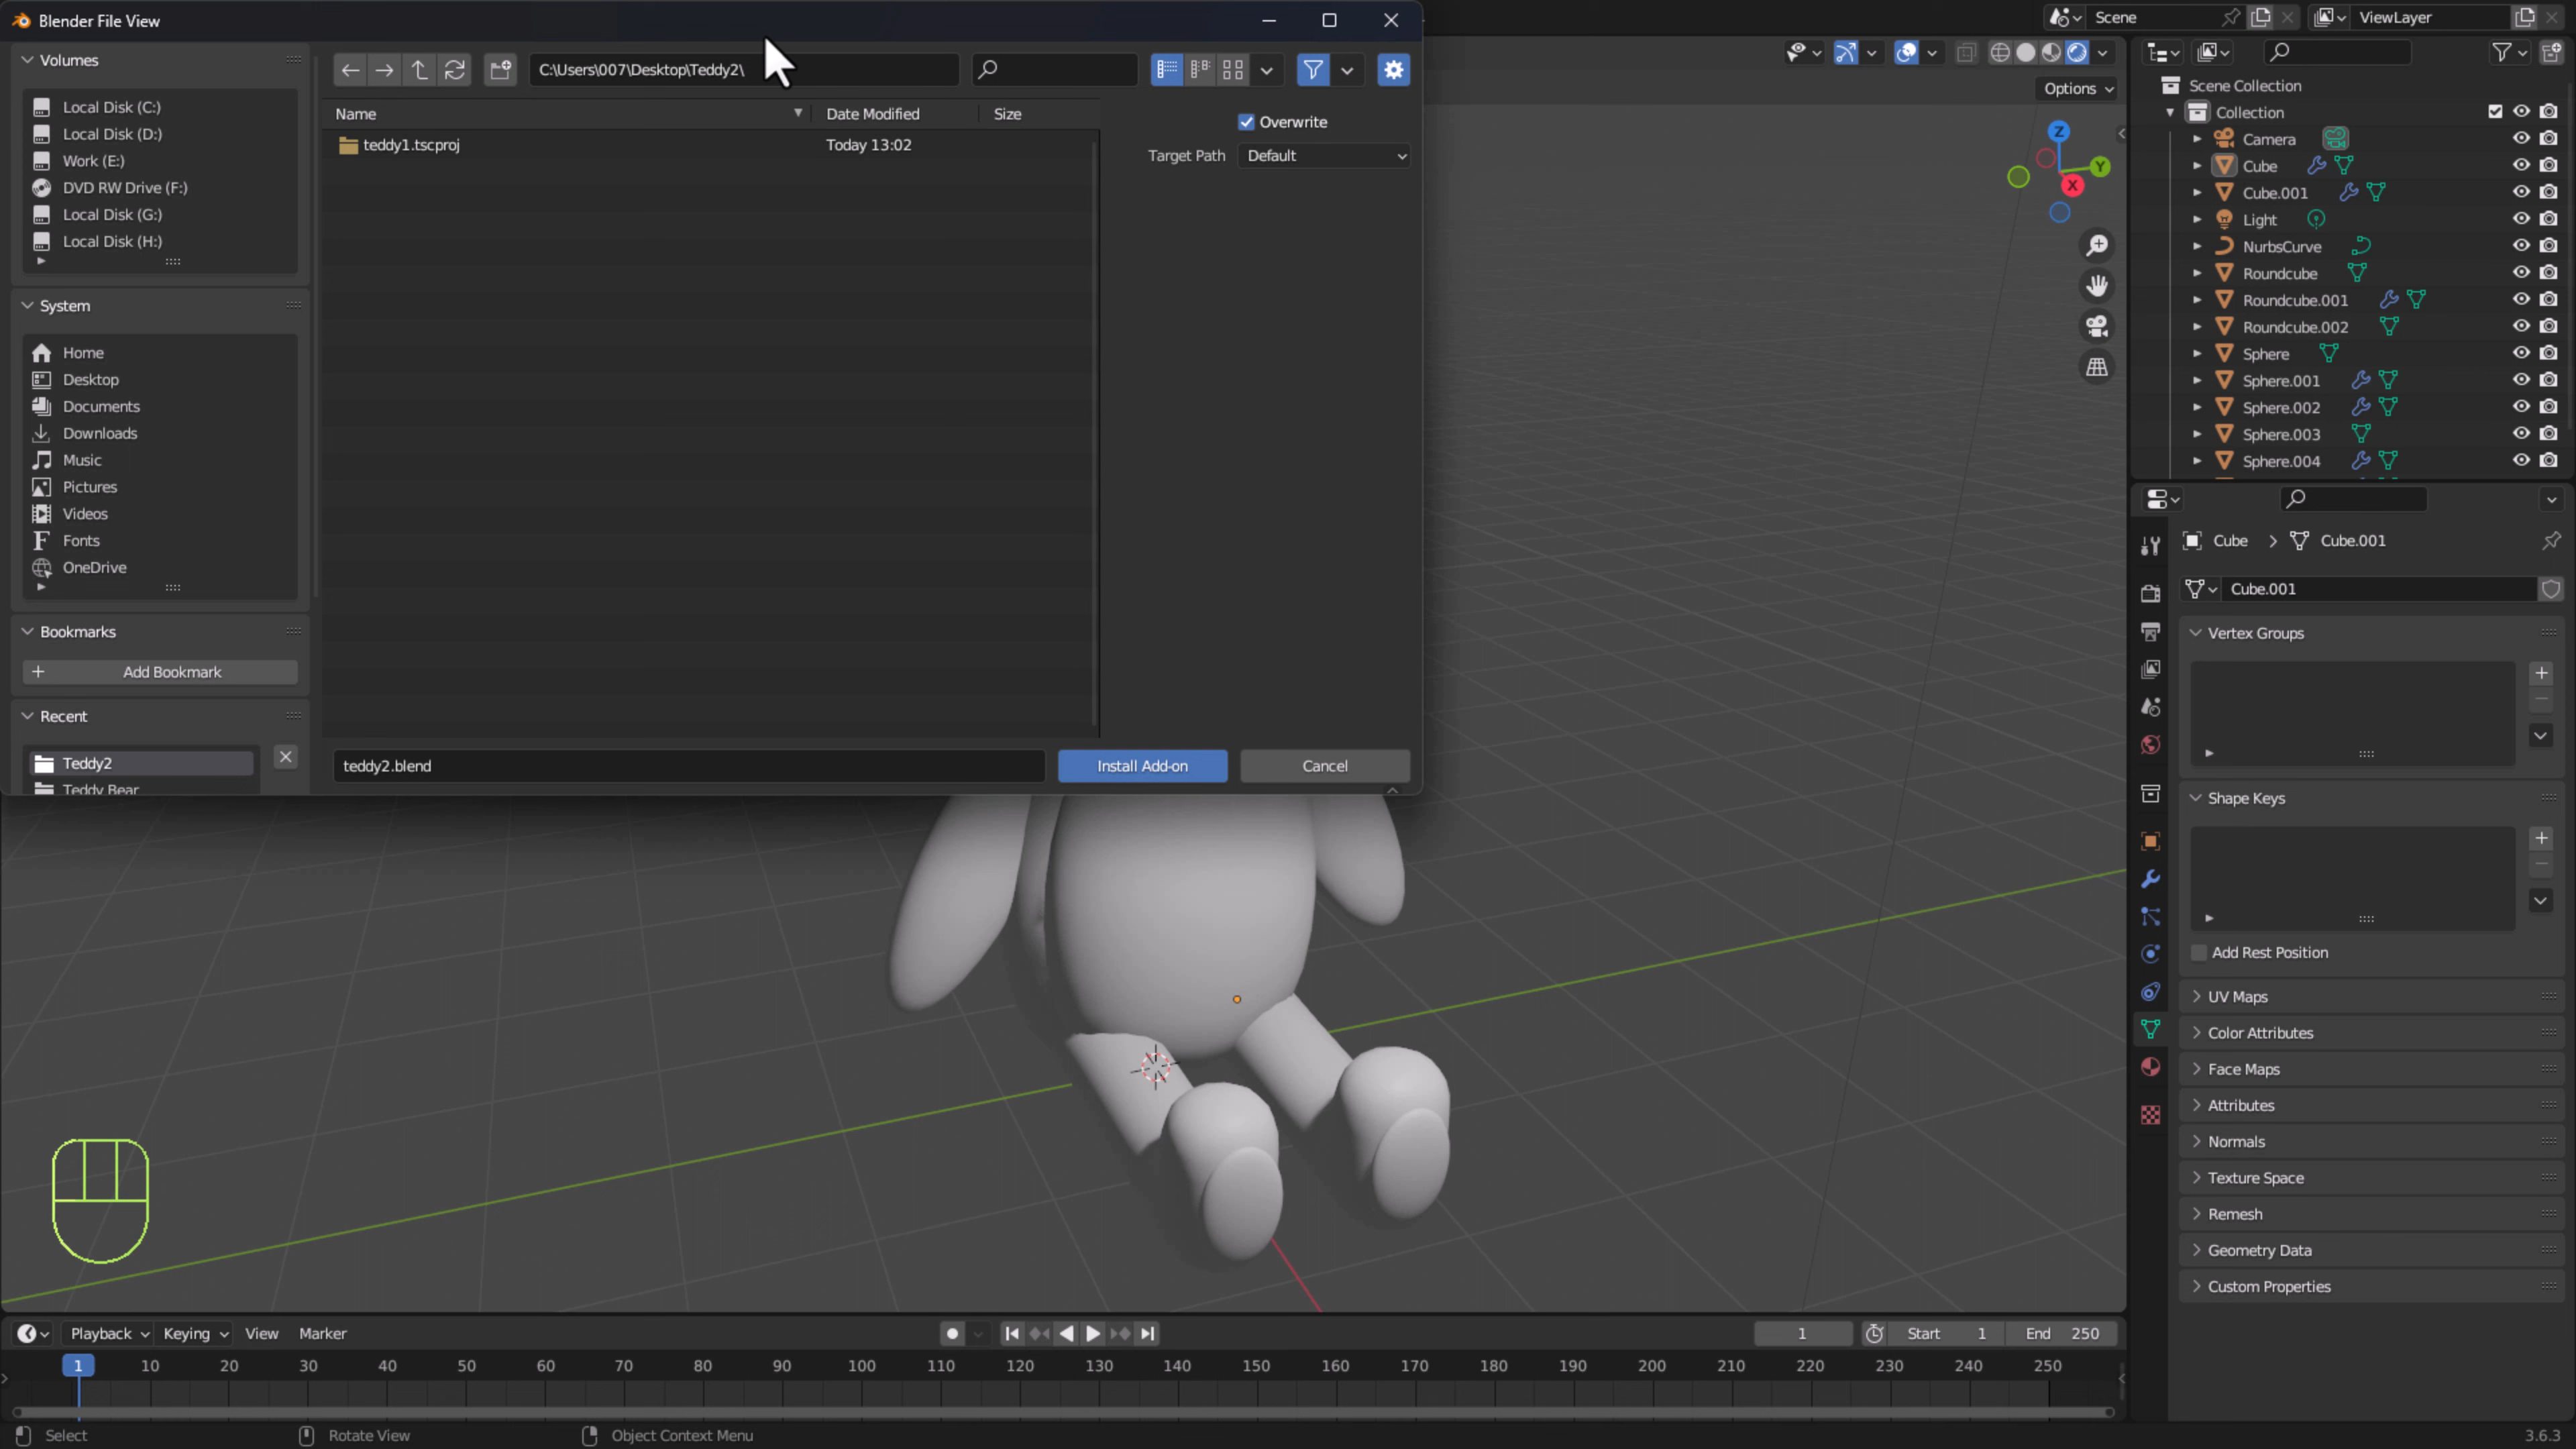 Blender File View
Scene
ViewLayer
Volumes
C:\Users\007\Desktop\Teddy2\
Options
Name
Date Modified
Size
Local Disk (C:)
Local Disk (D:)
Work (E:)
DVD RW Drive (F:)
Local Disk (G:)
Local Disk (H:)
teddy1.tscproj
Today 13:02
Overwrite
Target Path
Default
Z
Y
X
Scene Collection
Collection
Camera
Cube
Cube.001
Light
NurbsCurve
Roundcube
Roundcube.001
Roundcube.002
Sphere
Sphere.001
Sphere.002
Sphere.003
Sphere.004
System
Home
Desktop
Documents
Downloads
Music
Pictures
Videos
Fonts
OneDrive
Bookmarks
Add Bookmark
Recent
Teddy2
Teddy Bear
teddy2.blend
Install Add-on
Cancel
Cube
Cube.001
Cube.001
Vertex Groups
Shape Keys
Add Rest Position
UV Maps
Color Attributes
Face Maps
Attributes
Normals
Texture Space
Remesh
Geometry Data
Custom Properties
Playback
Keying
View
Marker
1
Start 1
End 250
1 10 20 30 40 50 60 70 80 90 100 110 120 130 140 150 160 170 180 190 200 210 220 230 240 250
Select
Rotate View
Object Context Menu
3.6.3